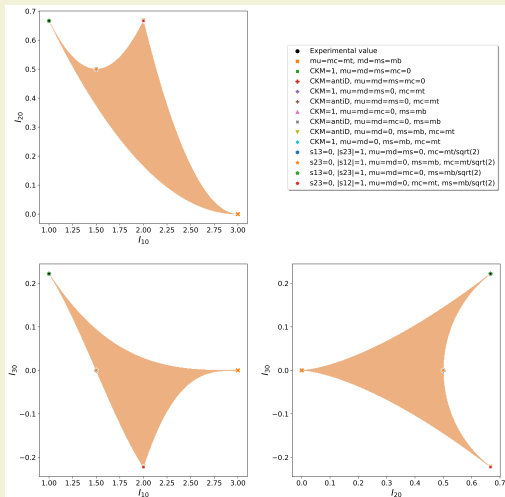 0.7
0.6
0.5
0.4
0.3
0.2
0.1
0.0
I20
1.00 1.25 1.50 1.75 2.00 2.25 2.50 2.75 3.00
I10
Experimental value
mu=mc=mt, md=ms=mb
CKM=1, mu=md=ms=mc=0
CKM=antiD, mu=md=ms=mc=0
CKM=1, mu=md=ms=0, mc=mt
CKM=antiD, mu=md=ms=0, mc=mt
CKM=1, mu=md=mc=0, ms=mb
CKM=antiD, mu=md=mc=0, ms=mb
CKM=antiD, mu=md=0, ms=mb, mc=mt
CKM=1, mu=md=0, ms=mb, mc=mt
s13=0, |s23|=1, mu=md=ms=0, mc=mt/sqrt(2)
s23=0, |s12|=1, mu=md=0, ms=mb, mc=mt/sqrt(2)
s13=0, |s23|=1, mu=md=mc=0, ms=mb/sqrt(2)
s23=0, |s12|=1, mu=md=0, mc=mt, ms=mb/sqrt(2)
0.2
0.1
0.0
−0.1
−0.2
I30
1.00 1.25 1.50 1.75 2.00 2.25 2.50 2.75 3.00
I10
0.2
0.1
0.0
−0.1
−0.2
I30
0.0 0.1 0.2 0.3 0.4 0.5 0.6 0.7
I20